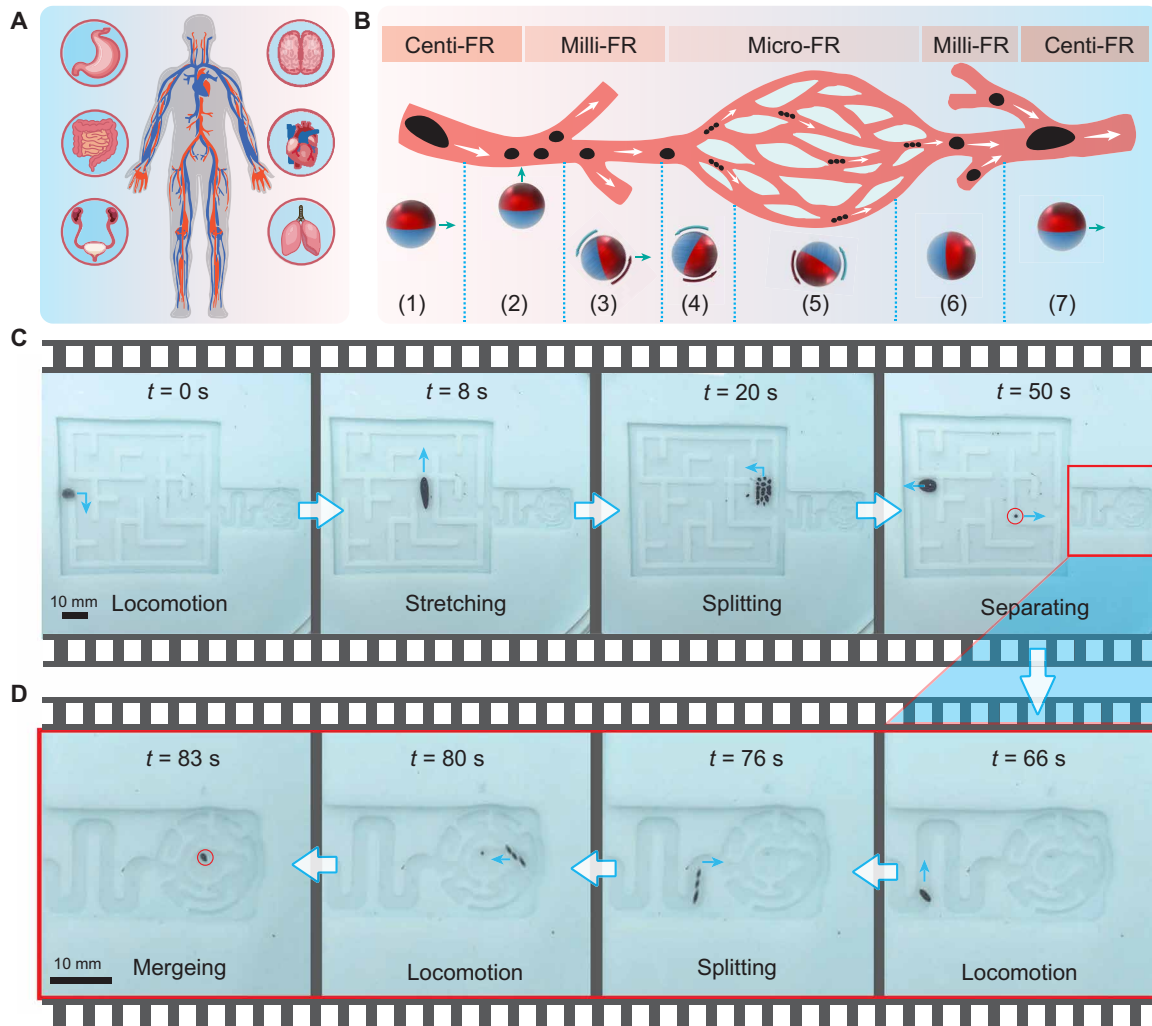 A
B
Centi-FR
Milli-FR
Micro-FR
Milli-FR
Centi-FR
(1)
(2)
(3)
(4)
(5)
(6)
(7)
C
t = 0 s
t = 8 s
t = 20 s
t = 50 s
10 mm
Locomotion
Stretching
Splitting
Separating
D
t = 83 s
t = 80 s
t = 76 s
t = 66 s
10 mm
Mergeing
Locomotion
Splitting
Locomotion